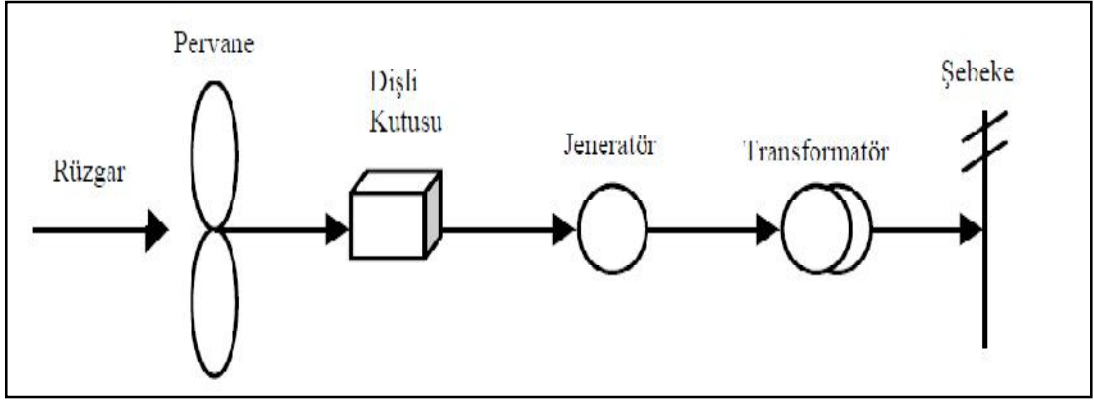 Rüzgar
Pervane
Dişli
Kutusu
Jeneratör
Transformatör
Şebeke